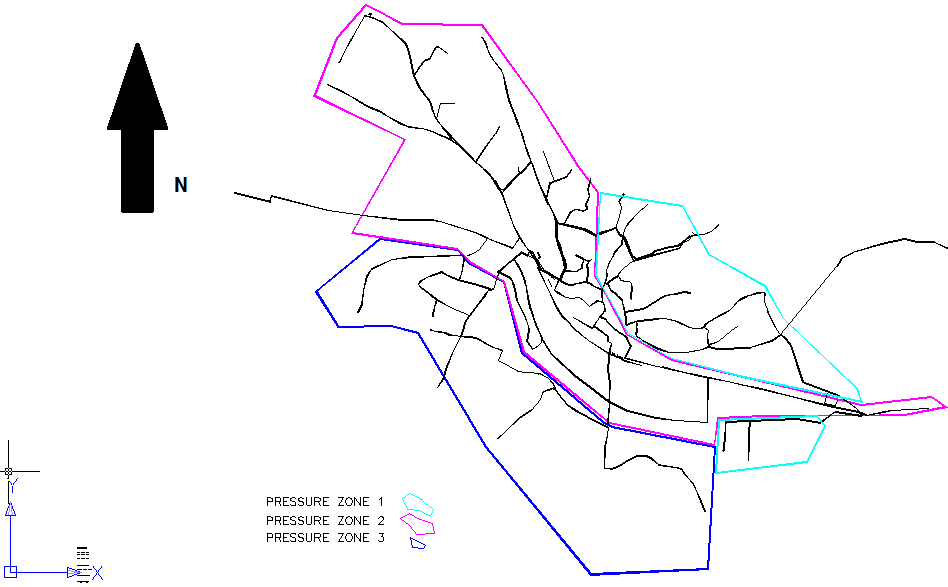 N
PRESSURE ZONE 1
PRESSURE ZONE 2
PRESSURE ZONE 3
Y
X